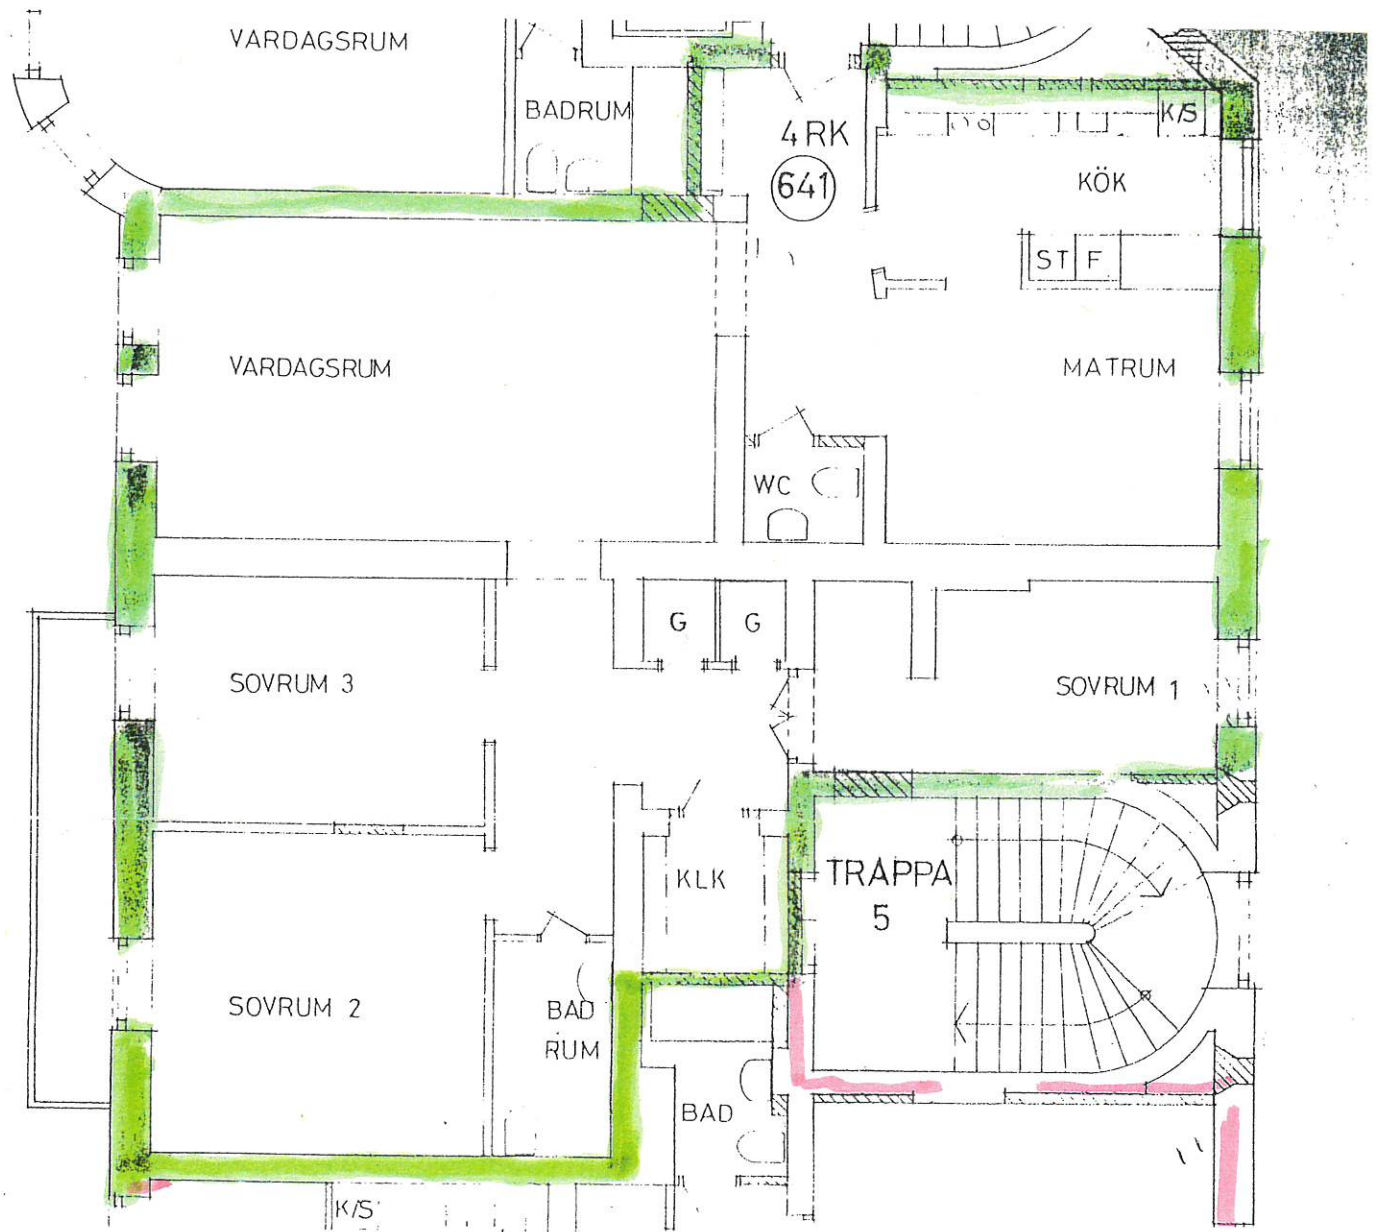 VARDAGSRUM
BADRUM
4 RK
641
K/S
KÖK
ST F
VARDAGSRUM
MATRUM
WC
G G
SOVRUM 3
SOVRUM 1
KLK
TRAPPA
5
SOVRUM 2
BAD
RUM
BAD
K/S